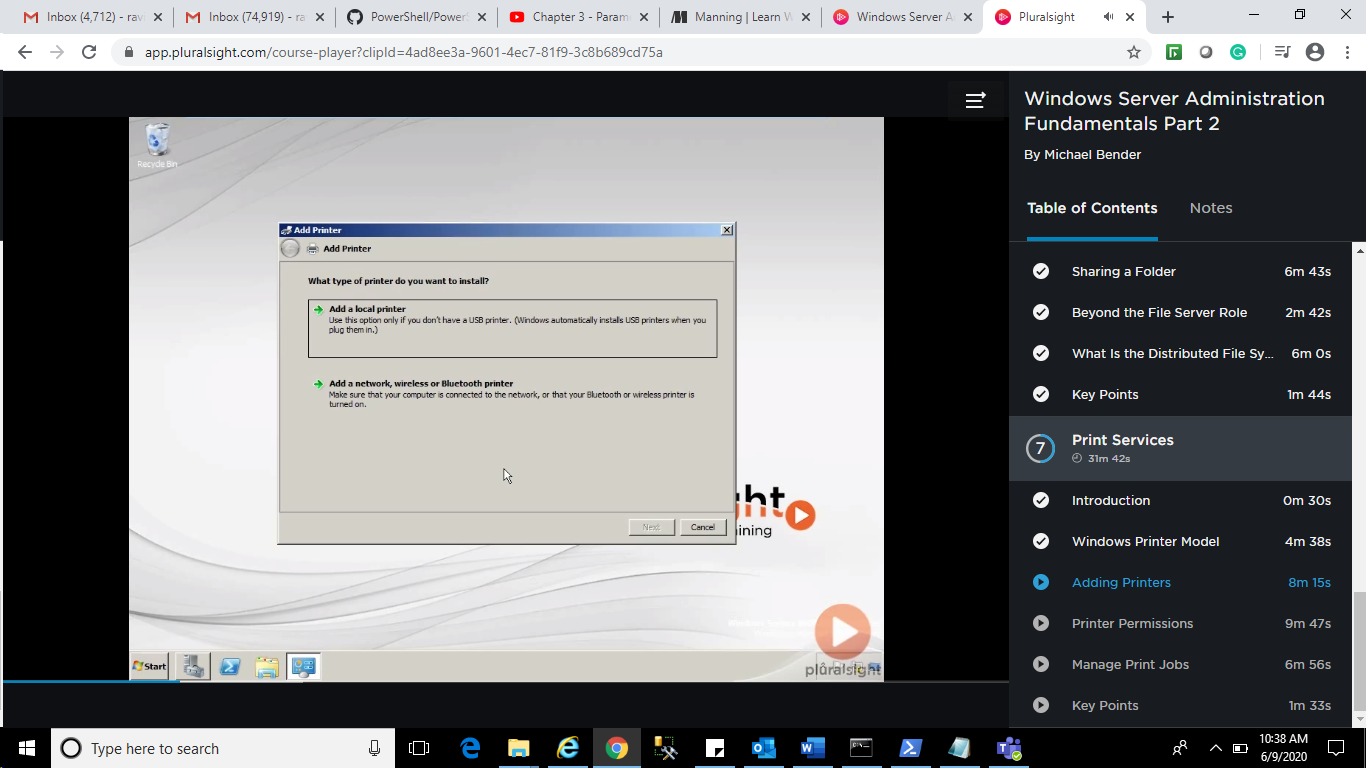 Inbox (4,712) - rav
Inbox (74,919) - ra
PowerShell/Power
Chapter 3 - Param
Manning | Learn W
Windows Server A
Pluralsight
app.pluralsight.com/course-player?clipId=4ad8ee3a-9601-4ec7-81f9-3c8b689cd75a
Recycle Bin
Add Printer
Add Printer
What type of printer do you want to install?
Add a local printer
Use this option only if you don't have a USB printer. (Windows automatically installs USB printers when you
plug them in.)
Add a network, wireless or Bluetooth printer
Make sure that your computer is connected to the network, or that your Bluetooth or wireless printer is
turned on.
Next
Cancel
ght
ining
pluralsight
Start
Windows Server Administration
Fundamentals Part 2
By Michael Bender
Table of Contents
Notes
Sharing a Folder 6m 43s
Beyond the File Server Role 2m 42s
What Is the Distributed File Sy... 6m 0s
Key Points 1m 44s
7
Print Services
31m 42s
Introduction 0m 30s
Windows Printer Model 4m 38s
Adding Printers 8m 15s
Printer Permissions 9m 47s
Manage Print Jobs 6m 56s
Key Points 1m 33s
Type here to search
10:38 AM
6/9/2020